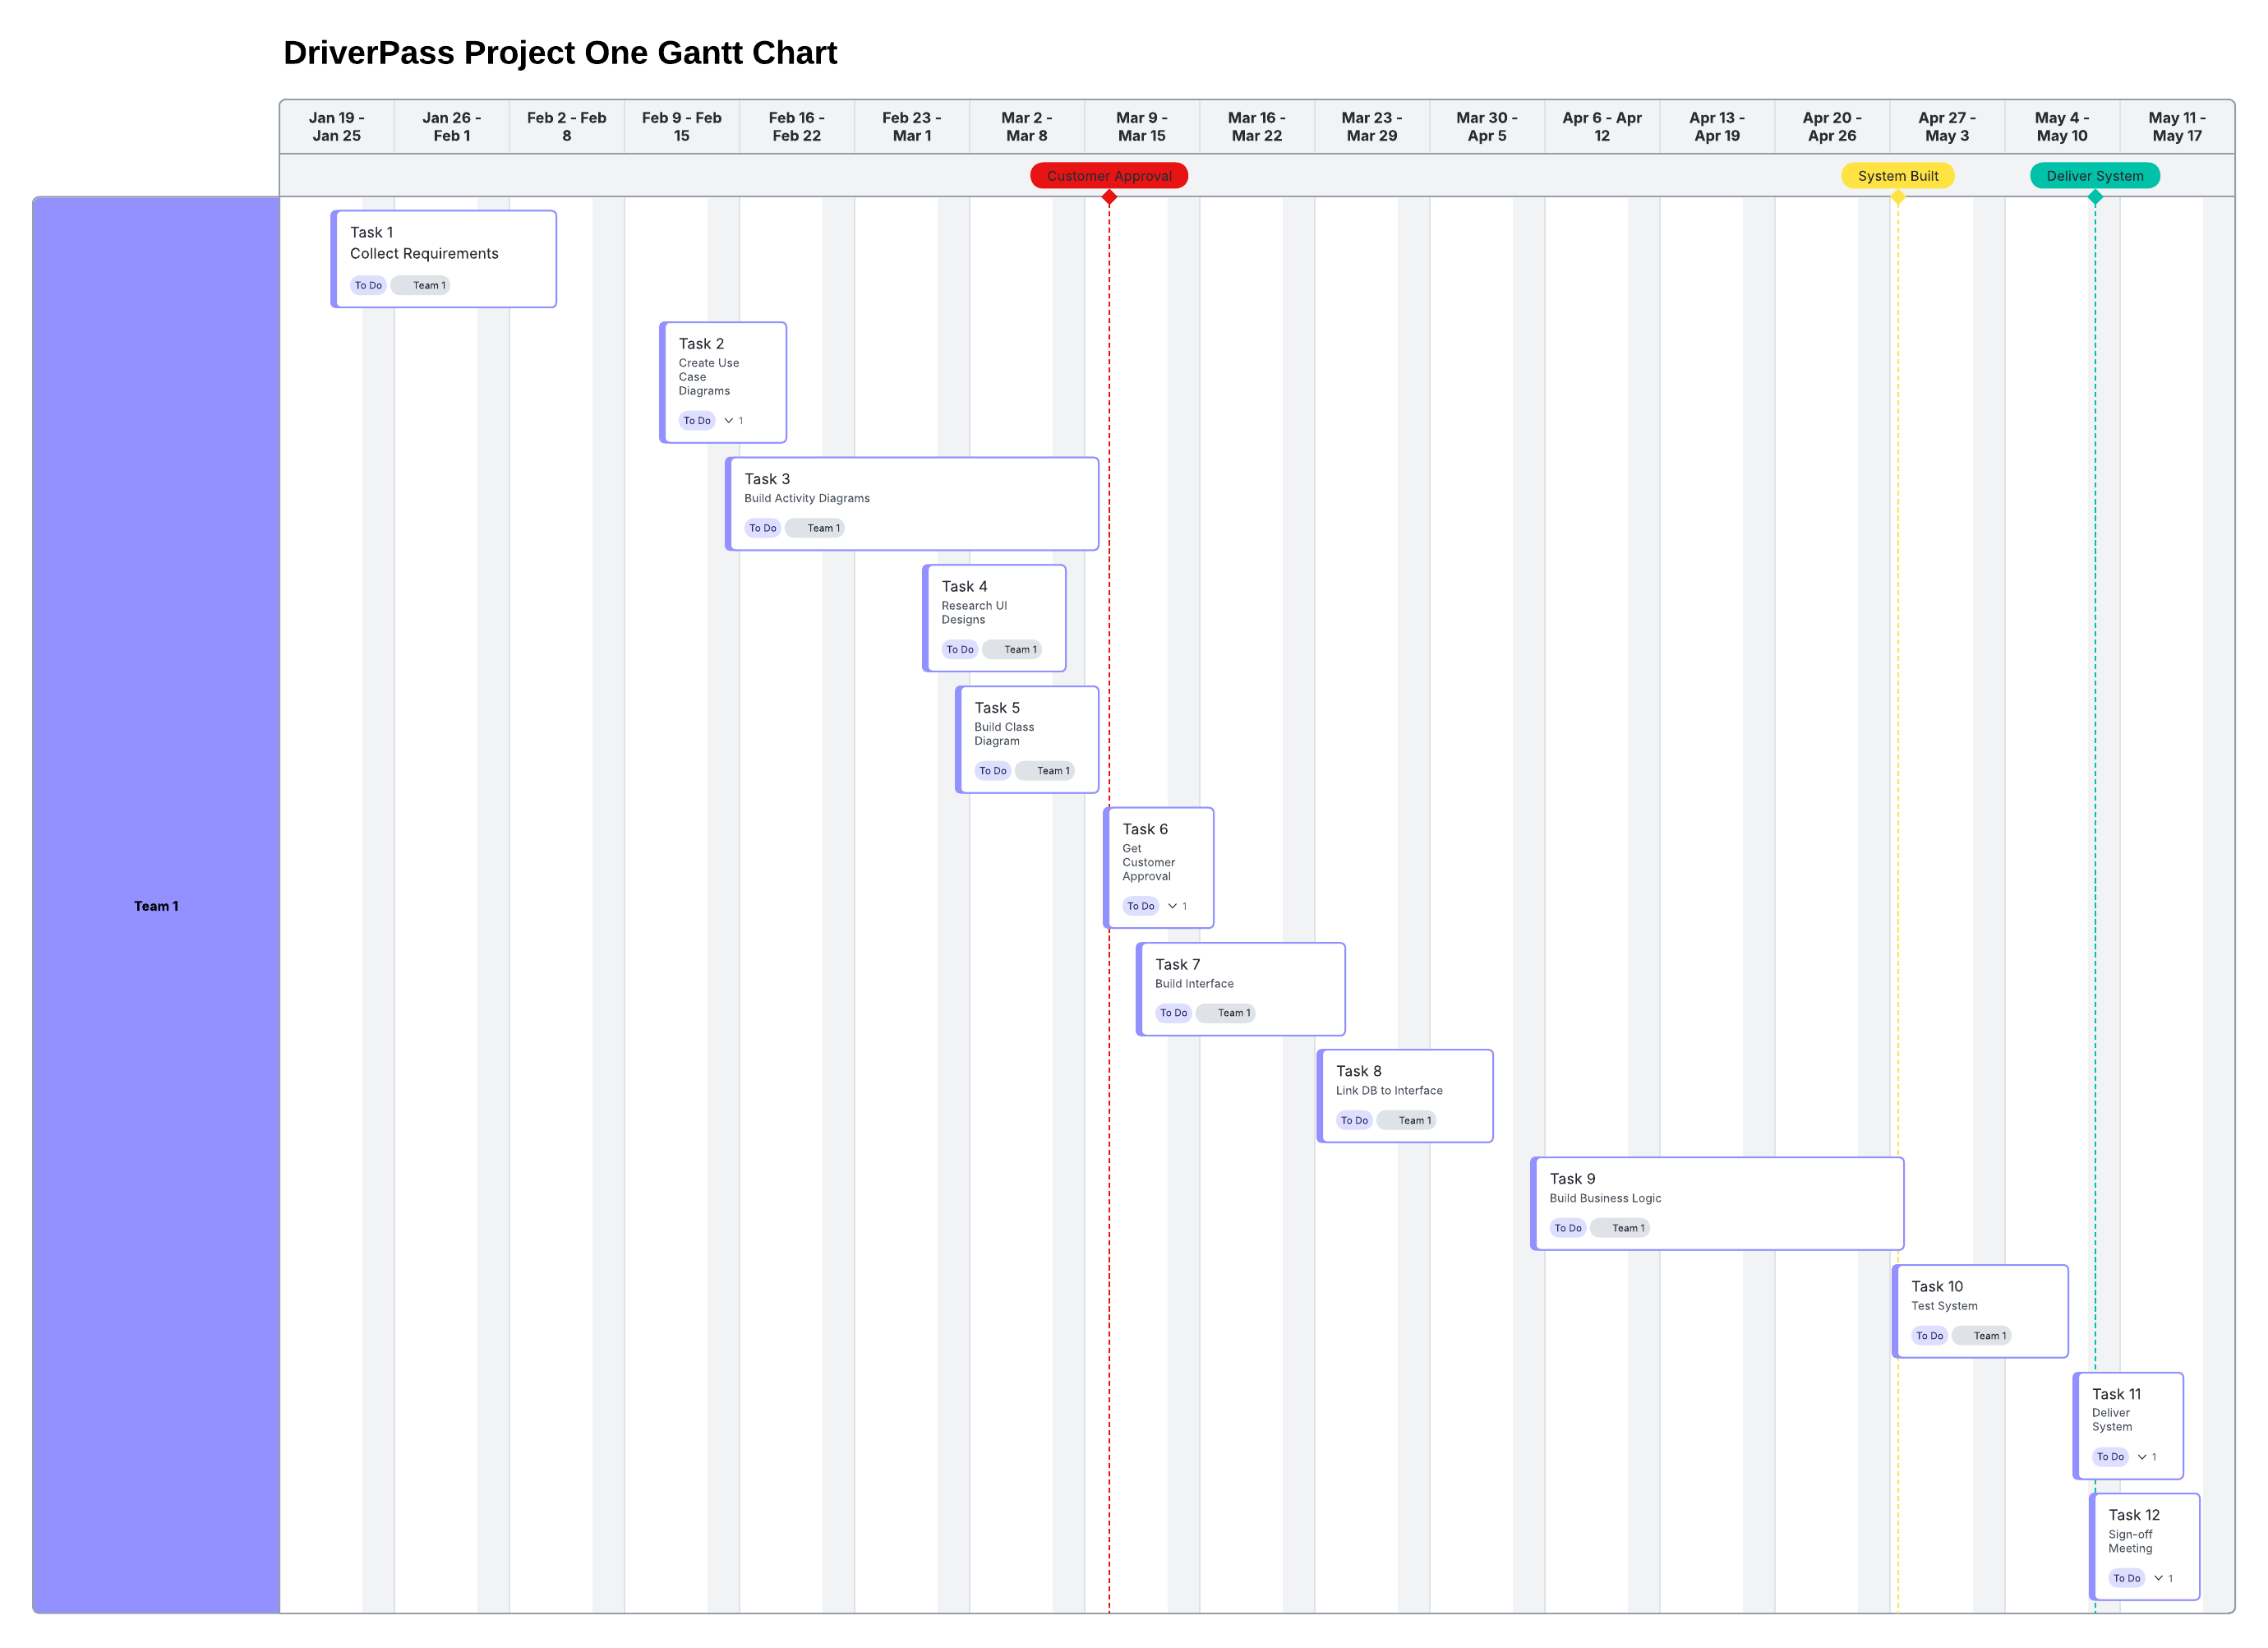 DriverPass Project One Gantt Chart
Jan 19 -
Jan 25
Jan 26 -
Feb 1
Feb 2 - Feb
8
Feb 9 - Feb
15
Feb 16 -
Feb 22
Feb 23 -
Mar 1
Mar 2 -
Mar 8
Mar 9 -
Mar 15
Mar 16 -
Mar 22
Mar 23 -
Mar 29
Mar 30 -
Apr 5
Apr 6 - Apr
12
Apr 13 -
Apr 19
Apr 20 -
Apr 26
Apr 27 -
May 3
May 4 -
May 10
May 11 -
May 17
Customer Approval
System Built
Deliver System
Team 1
Task 1
Collect Requirements
To Do Team 1
Task 2
Create Use
Case
Diagrams
To Do 1
Task 3
Build Activity Diagrams
To Do Team 1
Task 4
Research UI
Designs
To Do Team 1
Task 5
Build Class
Diagram
To Do Team 1
Task 6
Get
Customer
Approval
To Do 1
Task 7
Build Interface
To Do Team 1
Task 8
Link DB to Interface
To Do Team 1
Task 9
Build Business Logic
To Do Team 1
Task 10
Test System
To Do Team 1
Task 11
Deliver
System
To Do 1
Task 12
Sign-off
Meeting
To Do 1